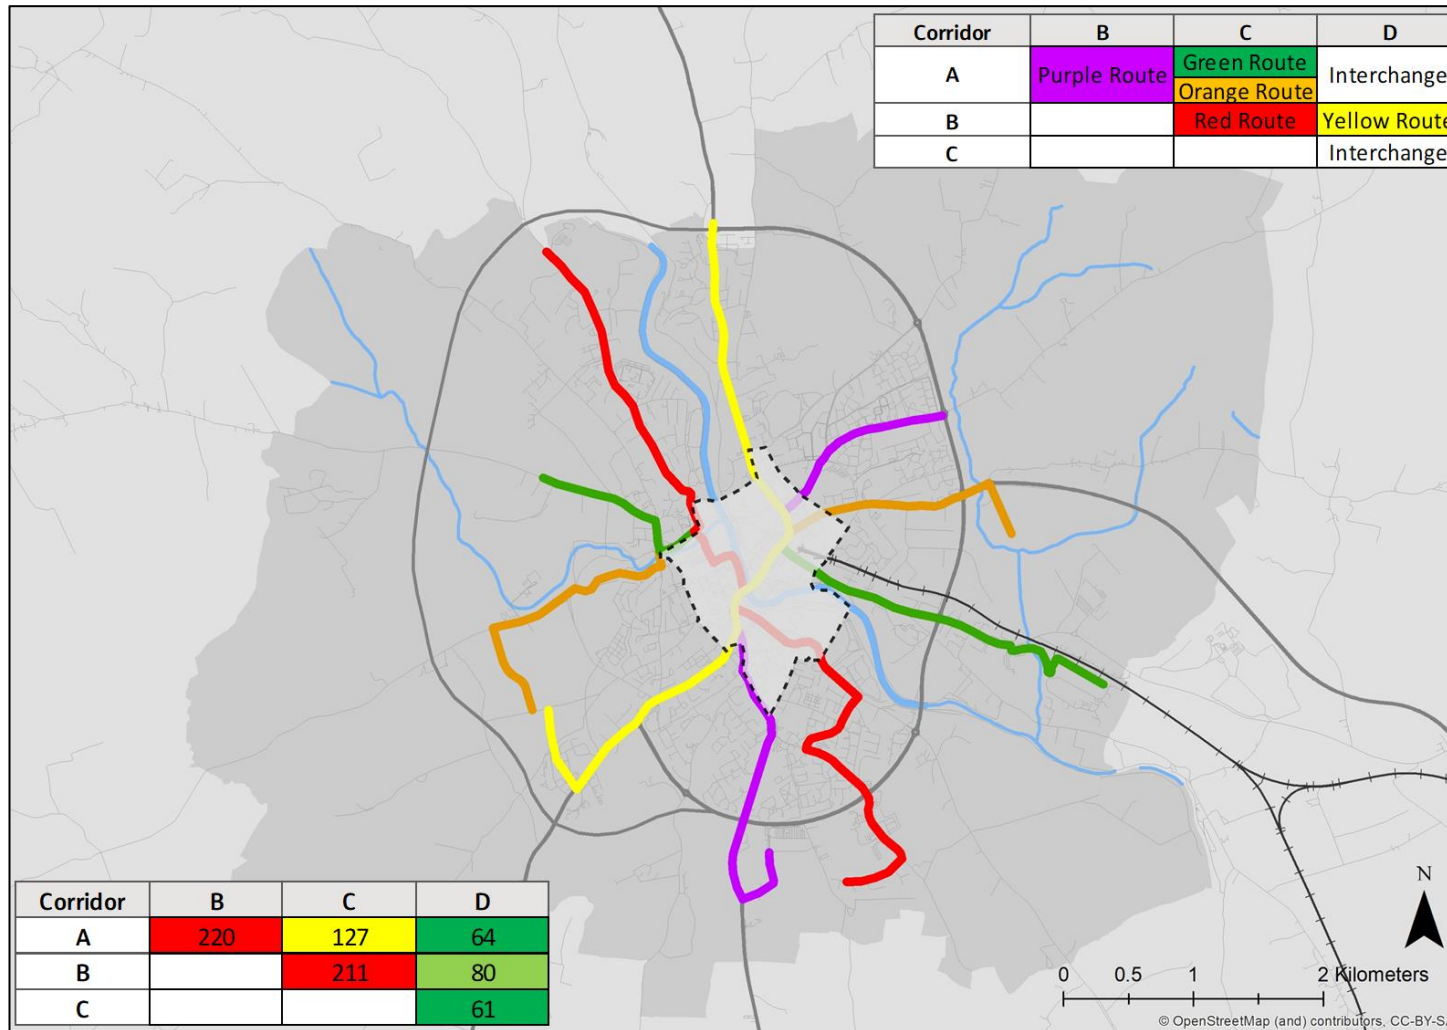 Corridor B C D
A Purple Route Green Route Interchange
Orange Route
B Red Route Yellow Route
C Interchange
Corridor B C D
A 220 127 64
B 211 80
C 61
N
0 0.5 1 2 Kilometers
© OpenStreetMap (and) contributors, CC-BY-S